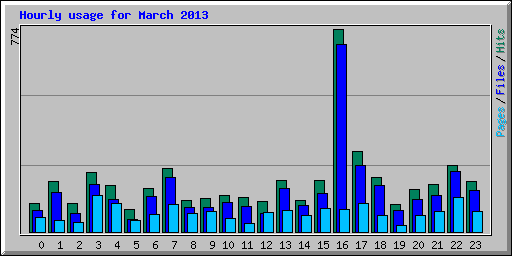 Hourly usage for March 2013
774
Pages / Files / Hits
0 1 2 3 4 5 6 7 8 9 10 11 12 13 14 15 16 17 18 19 20 21 22 23